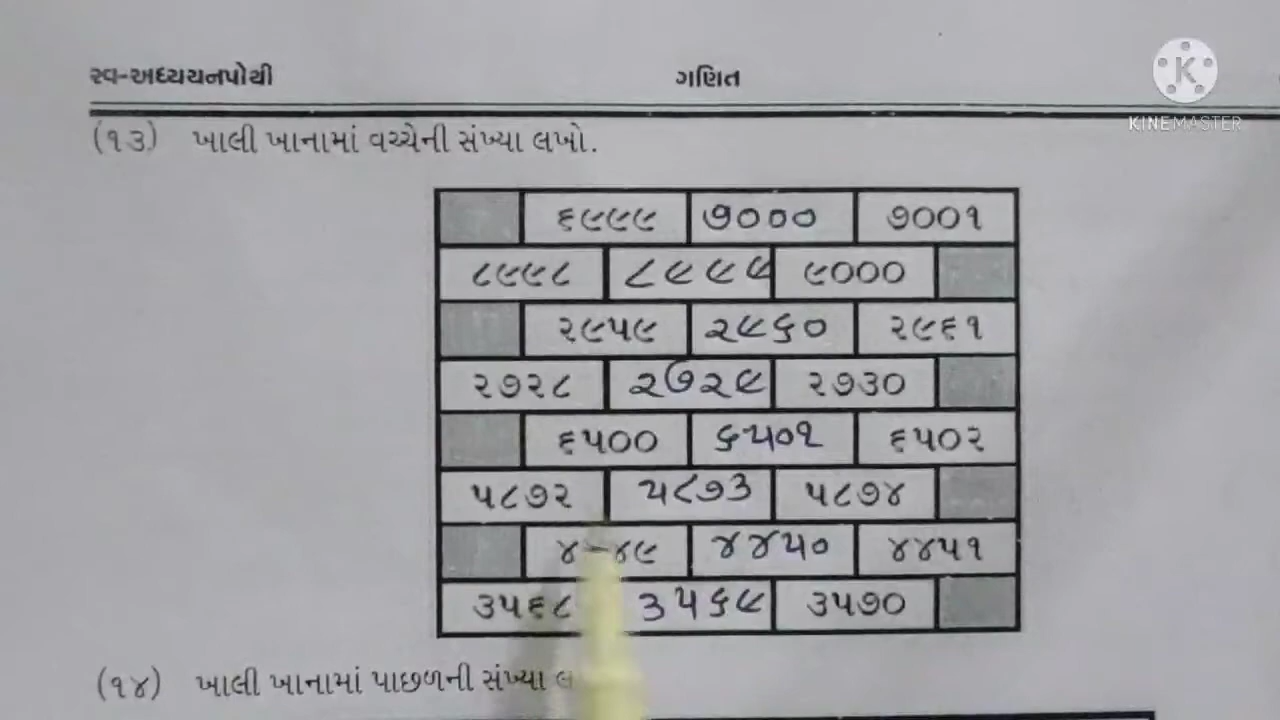 સ્વ-અધ્યયનપોથી ગણિત
K
KINEMASTER
(૧૩) ખાલી ખાનામાં વચ્ચેની સંખ્યા લખો.
૬૯૯૯ ૭૦૦૦ ૭૦૦૧
૮૯૯૮ ૮૯૯૯ ૯૦૦૦
૨૯૫૯ ૨૯૬૦ ૨૯૬૧
૨૭૨૮ ૨૭૨૯ ૨૭૩૦
૬૫૦૦ ૬૫૦૧ ૬૫૦૨
૫૮૭૨ ૫૮૭૩ ૫૮૭૪
૪૪૫૦ ૪૪૫૧
૩૫૬૮ ૩૫૬૯ ૩૫૭૦
(૧૪) ખાલી ખાનામાં પાછળની સંખ્યા